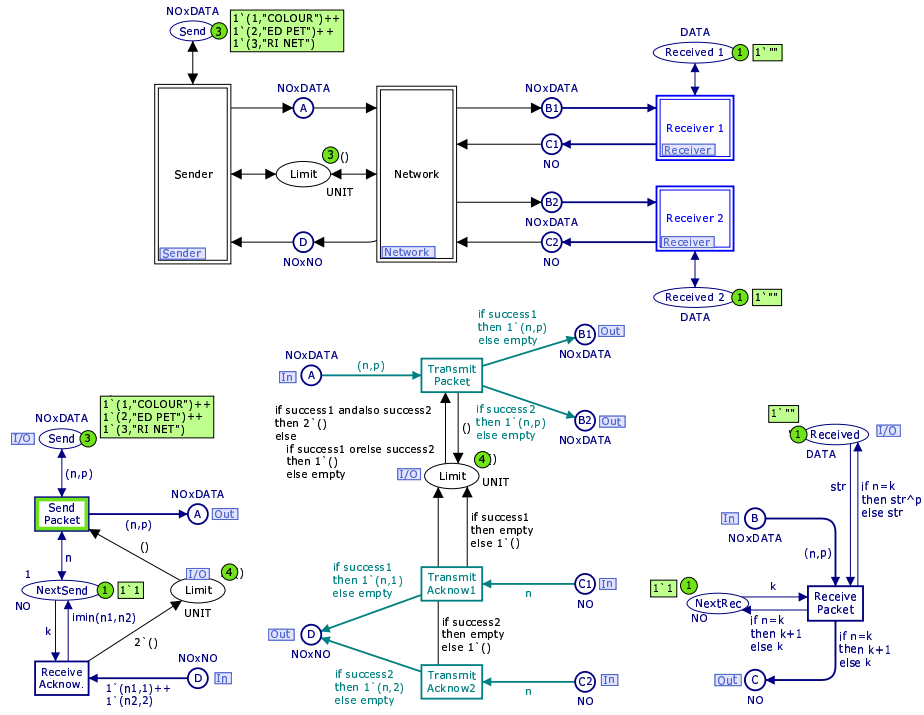 NOxDATA
Send
3
1`(1,"COLOUR")++
1`(2,"ED PET")++
1`(3,"RI NET")
Sender
Sender
NOxDATA
A
3
()
Limit
UNIT
D
NOxNO
Network
Network
NOxDATA
B1
C1
NO
B2
NOxDATA
C2
NO
DATA
Received 1
1
1`""
Receiver 1
Receiver
Receiver 2
Receiver
Received 2
1
1`""
DATA
1`(1,"COLOUR")++
1`(2,"ED PET")++
1`(3,"RI NET")
NOxDATA
I/O
Send
3
(n,p)
Send
Packet
(n,p)
NOxDATA
A
Out
()
n
1
NextSend
1
1`1
NO
I/O
4
)
Limit
UNIT
k
imin(n1,n2)
2`()
Receive
Acknow.
1`(n1,1)++
1`(n2,2)
NOxNO
D
In
NOxDATA
In
A
(n,p)
Transmit
Packet
if success1
then 1`(n,p)
else empty
B1
Out
NOxDATA
if success2
then 1`(n,p)
else empty
B2
Out
NOxDATA
if success1 andalso success2
then 2`()
else
if success1 orelse success2
then 1`()
else empty
()
I/O
Limit
4
)
UNIT
if success1
then empty
else 1`()
if success1
then 1`(n,1)
else empty
Transmit
Acknow1
n
C1
In
NO
Out
D
NOxNO
if success2
then empty
else 1`()
if success2
then 1`(n,2)
else empty
Transmit
Acknow2
n
C2
In
NO
1`""
1
Received
I/O
DATA
str
if n=k
then str^p
else str
In
B
NOxDATA
(n,p)
1`1
1
NextRec
NO
k
if n=k
then k+1
else k
Receive
Packet
if n=k
then k+1
else k
Out
C
NO